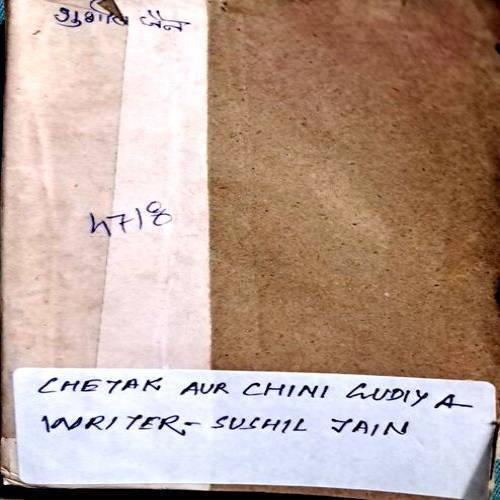 सुशील जैन
4718
CHETAK AUR CHINI GUDIYA
WRITER- SUSHIL JAIN